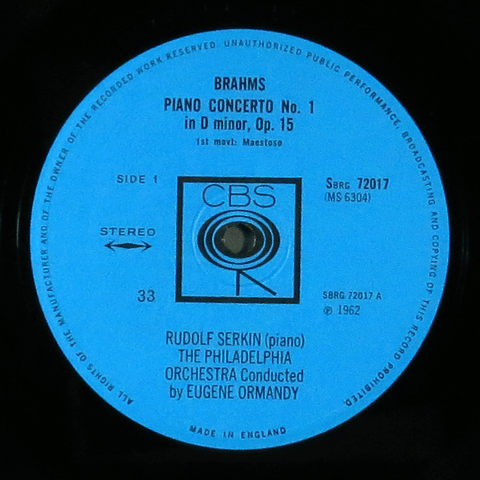 ALL RIGHTS OF THE MANUFACTURER AND OF THE OWNER OF THE RECORDED WORK RESERVED. UNAUTHORIZED PUBLIC PERFORMANCE, BROADCASTING AND COPYING OF THIS RECORD PROHIBITED.
BRAHMS
PIANO CONCERTO No. 1
in D minor, Op. 15
1st movt: Maestoso
SIDE 1
CBS
SBRG 72017
(MS 6304)
STEREO
33
SBRG 72017 A
℗ 1962
RUDOLF SERKIN (piano)
THE PHILADELPHIA
ORCHESTRA Conducted
by EUGENE ORMANDY
MADE IN ENGLAND